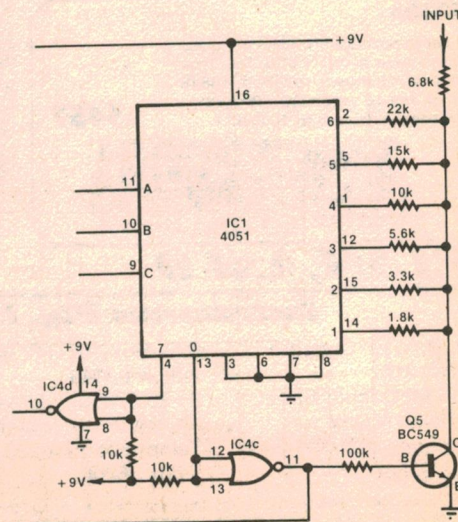 INPUT
+9V
6.8k
16
6 2 22k
5 5 15k
11 A
4 1 10k
IC1
4051
10 B
3 12 5.6k
9 C
2 15 3.3k
1 14 1.8k
7 0
4 13 3 6 7 8
+9V
IC4d 14 9
10
8
7
Q5
BC549
C
IC4c
12
11
100k
B
10k
10k
+9V
13
E